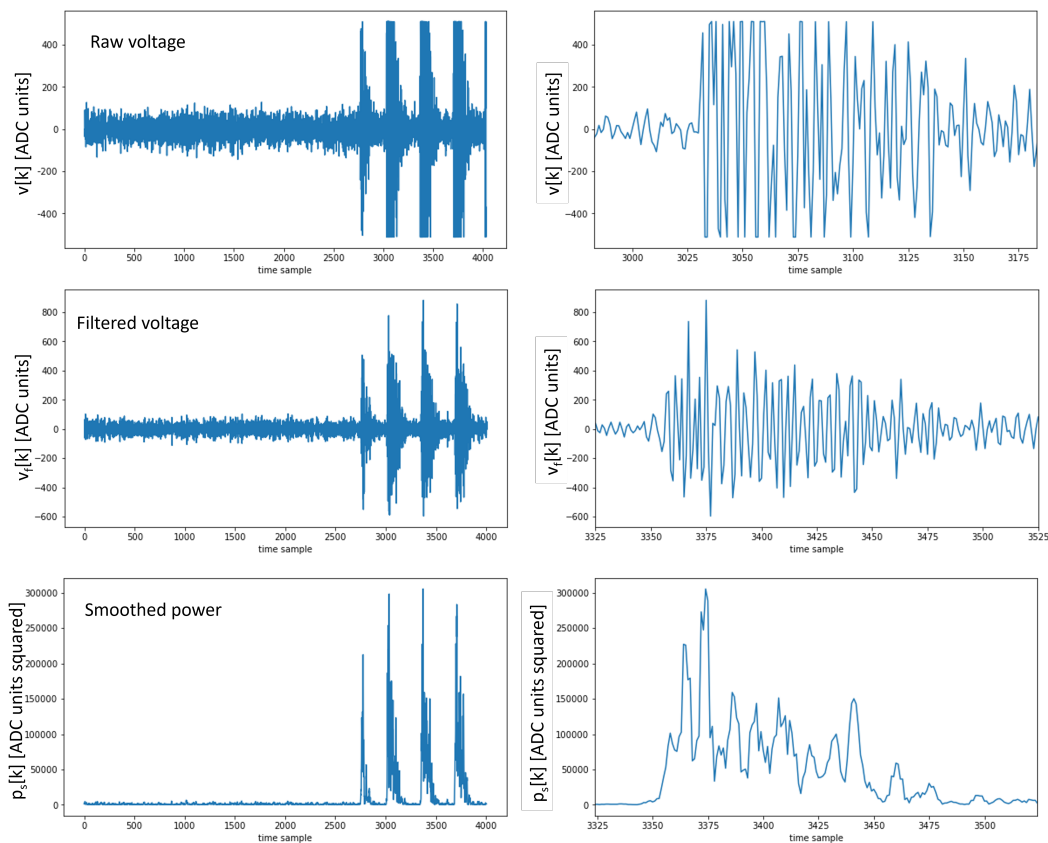 Raw voltage
v[k] [ADC units]
400
200
0
−200
−400
0 500 1000 1500 2000 2500 3000 3500 4000
time sample
v[k] [ADC units]
400
200
0
−200
−400
3000 3025 3050 3075 3100 3125 3150 3175
time sample
Filtered voltage
vf[k] [ADC units]
800
600
400
200
0
−200
−400
−600
0 500 1000 1500 2000 2500 3000 3500 4000
time sample
vf[k] [ADC units]
800
600
400
200
0
−200
−400
−600
3325 3350 3375 3400 3425 3450 3475 3500 3525
time sample
Smoothed power
ps[k] [ADC units squared]
300000
250000
200000
150000
100000
50000
0
0 500 1000 1500 2000 2500 3000 3500 4000
time sample
ps[k] [ADC units squared]
300000
250000
200000
150000
100000
50000
0
3325 3350 3375 3400 3425 3450 3475 3500
time sample